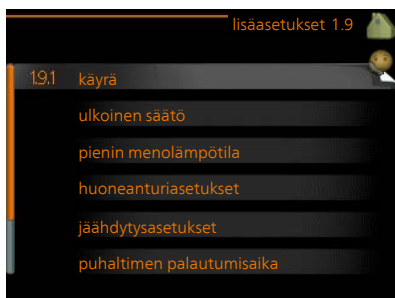 lisäasetukset 1.9
1.9.1 käyrä
ulkoinen säätö
pienin menolämpötila
huoneanturiasetukset
jäähdytysasetukset
puhaltimen palautumisaika